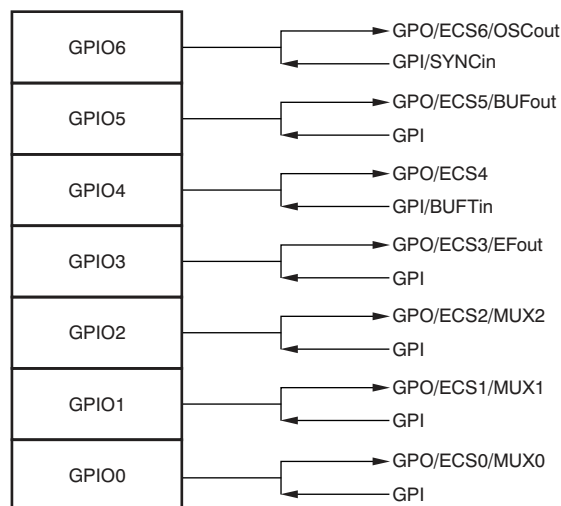 GPIO6
GPO/ECS6/OSCout
GPI/SYNCin
GPIO5
GPO/ECS5/BUFout
GPI
GPIO4
GPO/ECS4
GPI/BUFTin
GPIO3
GPO/ECS3/EFout
GPI
GPIO2
GPO/ECS2/MUX2
GPI
GPIO1
GPO/ECS1/MUX1
GPI
GPIO0
GPO/ECS0/MUX0
GPI